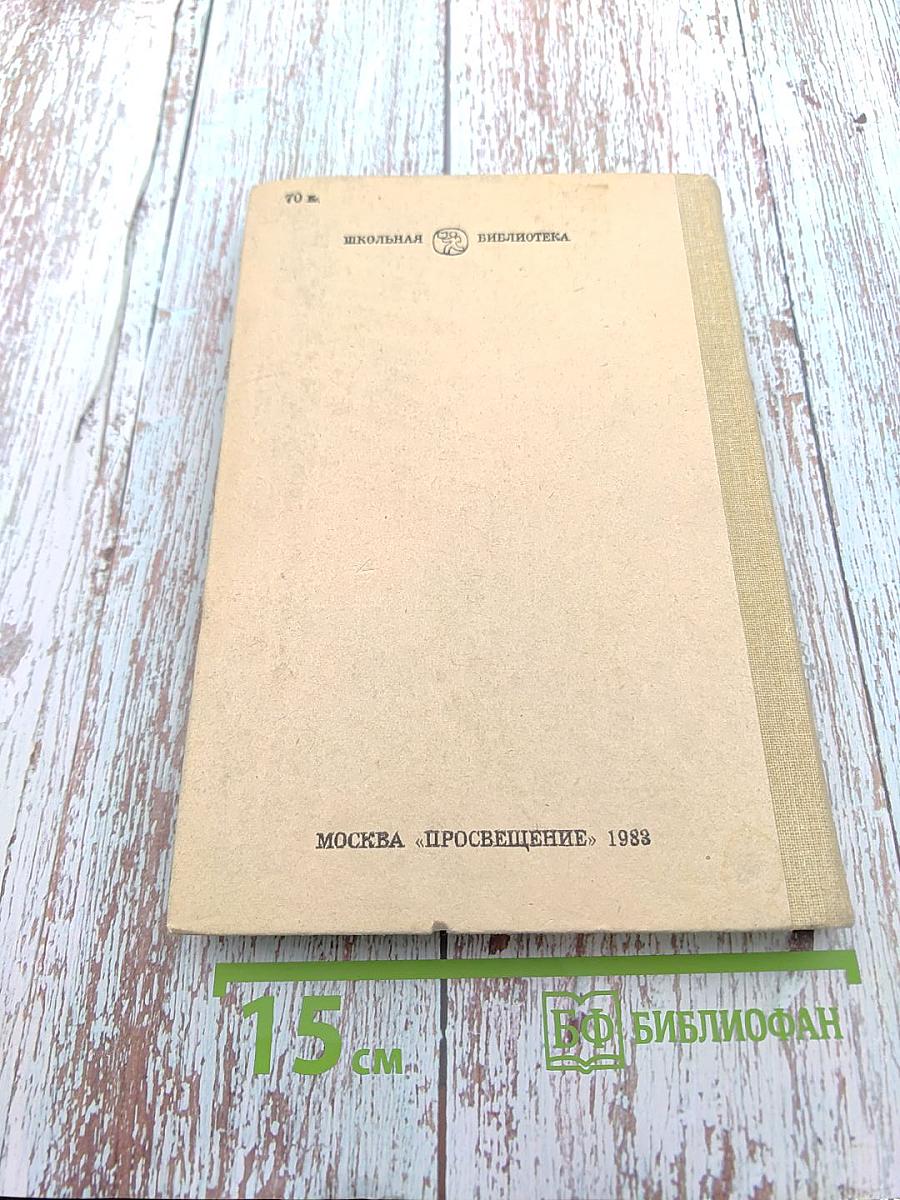 70 к.
ШКОЛЬНАЯ БИБЛИОТЕКА
МОСКВА «ПРОСВЕЩЕНИЕ» 1983
15 см
БФ БИБЛИОФАН